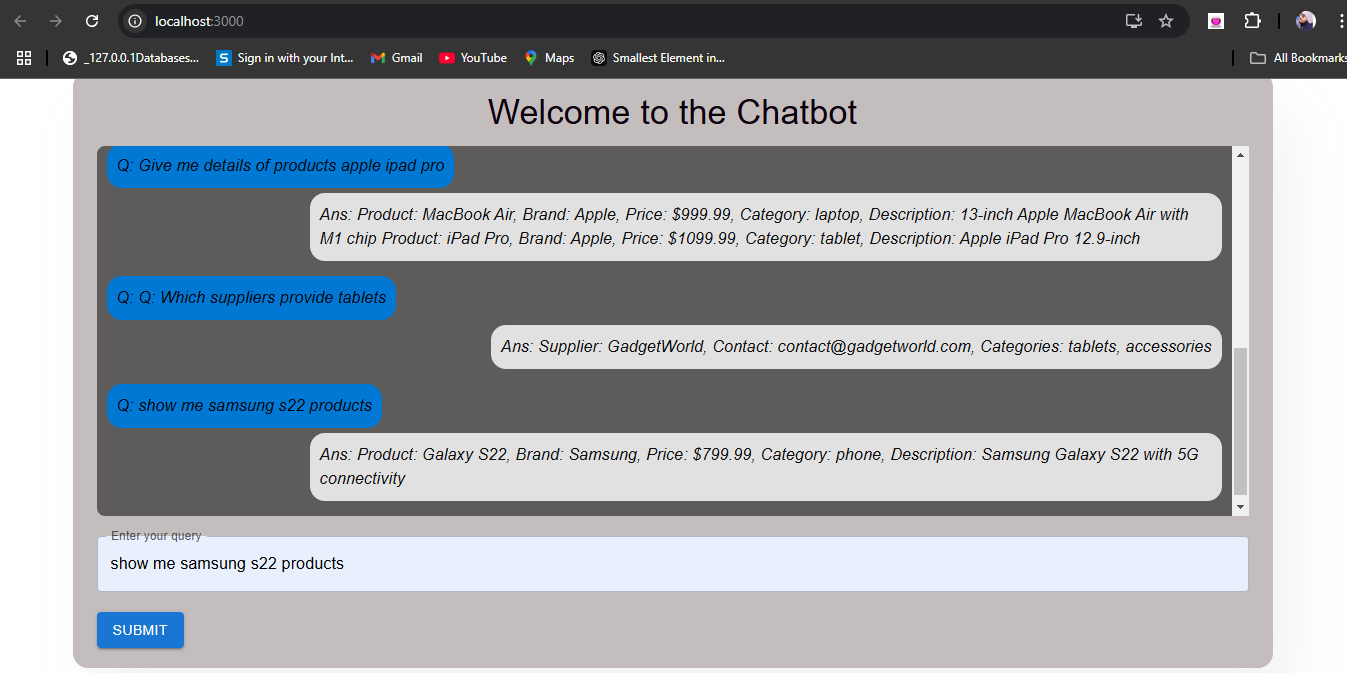 localhost:3000
_127.0.0.1Databases... Sign in with your Int... Gmail YouTube Maps Smallest Element in... All Bookmarks
Welcome to the Chatbot
Q: Give me details of products apple ipad pro
Ans: Product: MacBook Air, Brand: Apple, Price: $999.99, Category: laptop, Description: 13-inch Apple MacBook Air with
M1 chip Product: iPad Pro, Brand: Apple, Price: $1099.99, Category: tablet, Description: Apple iPad Pro 12.9-inch
Q: Q: Which suppliers provide tablets
Ans: Supplier: GadgetWorld, Contact: contact@gadgetworld.com, Categories: tablets, accessories
Q: show me samsung s22 products
Ans: Product: Galaxy S22, Brand: Samsung, Price: $799.99, Category: phone, Description: Samsung Galaxy S22 with 5G
connectivity
Enter your query
show me samsung s22 products
SUBMIT